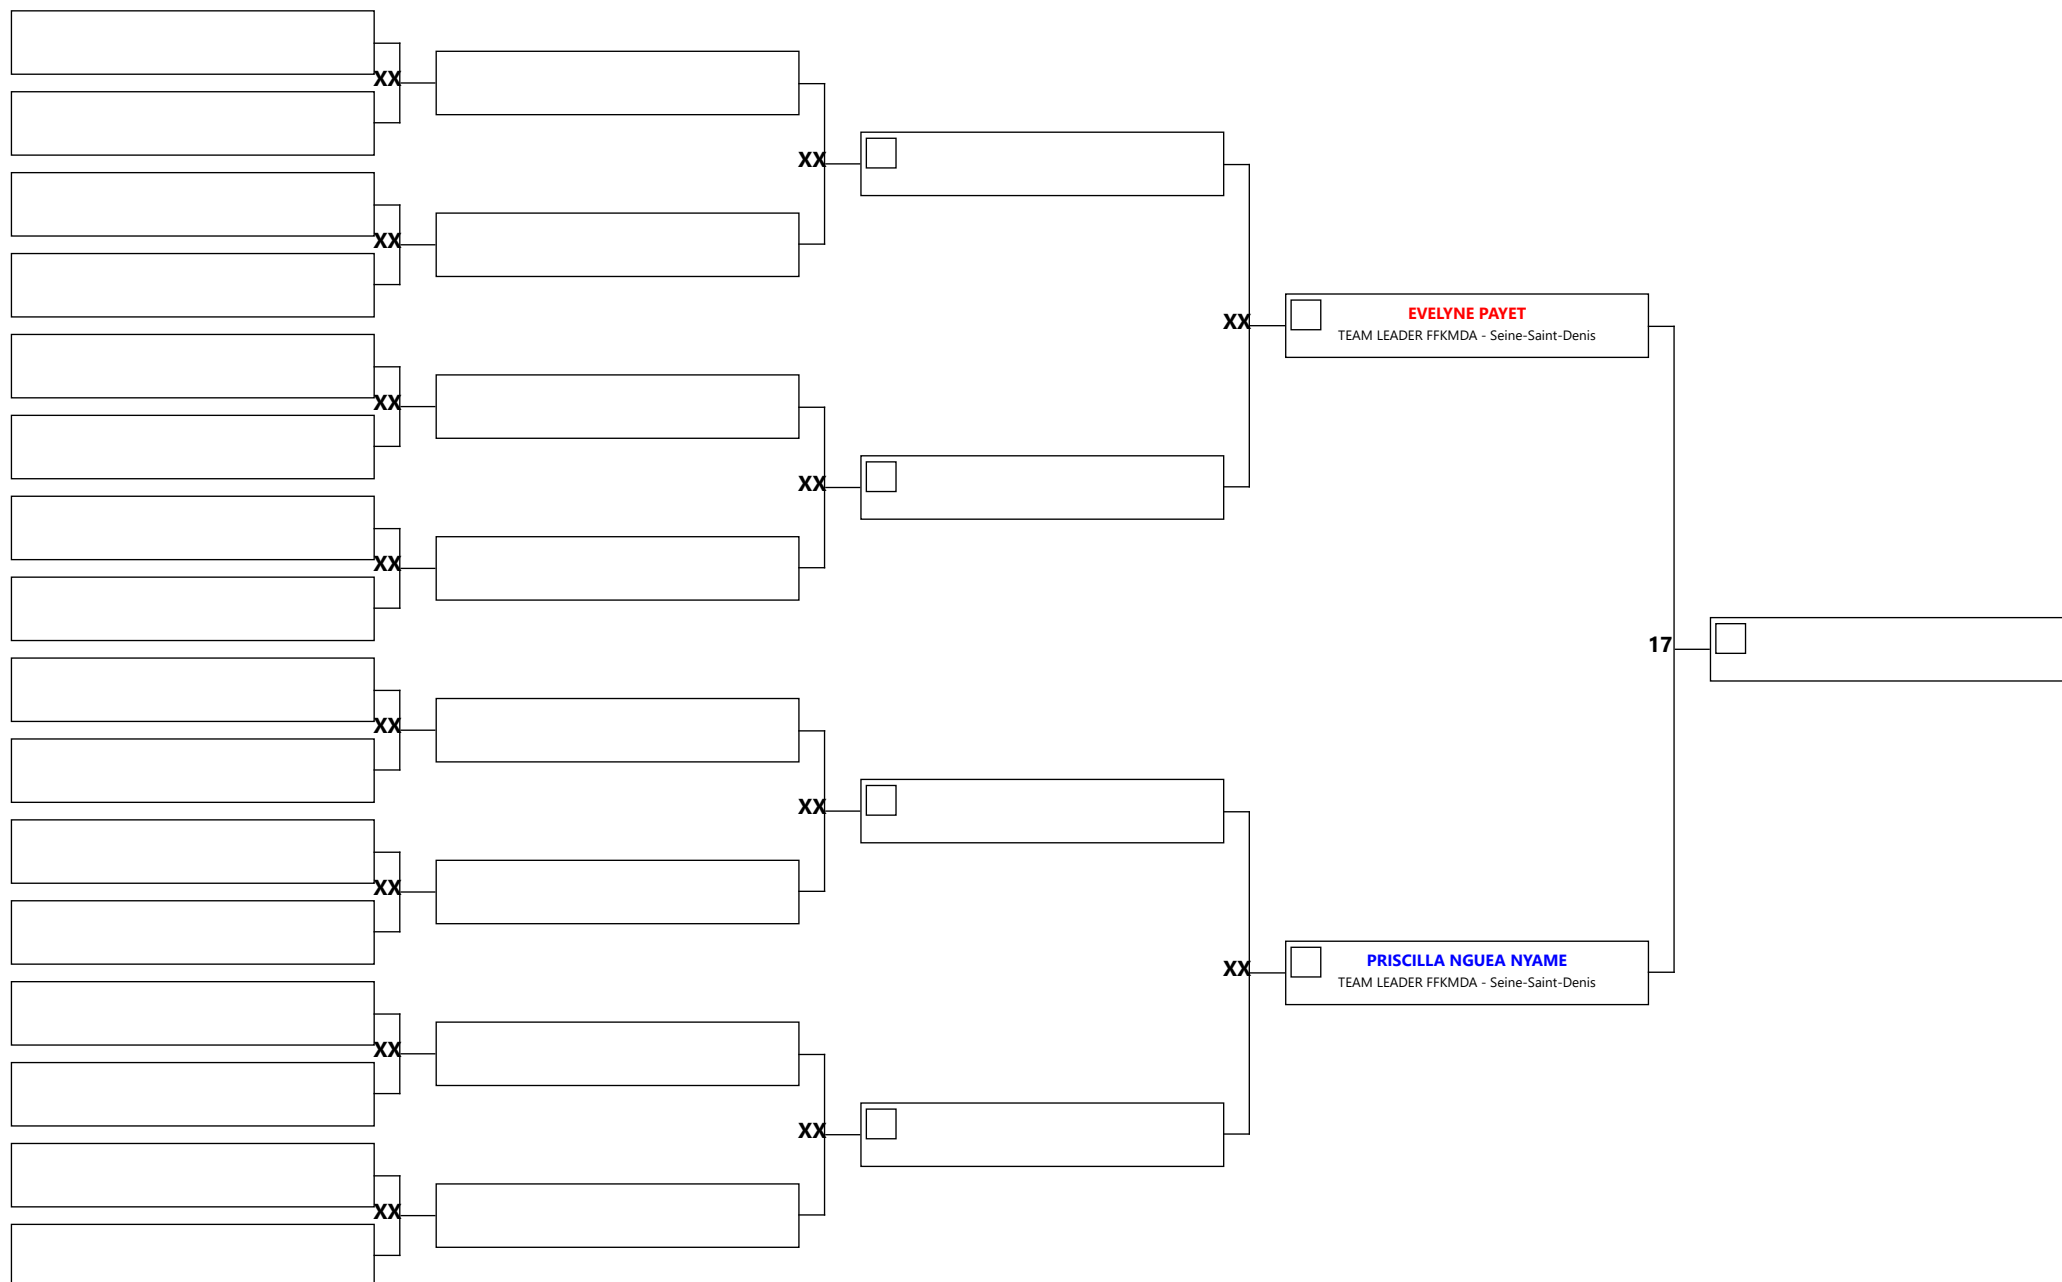 XX
XX
XX
EVELYNE PAYET
XX
TEAM LEADER FFKMDA - Seine-Saint-Denis
XX
XX
XX
17
XX
XX
XX
PRISCILLA NGUEA NYAME
XX
TEAM LEADER FFKMDA - Seine-Saint-Denis
XX
XX
XX